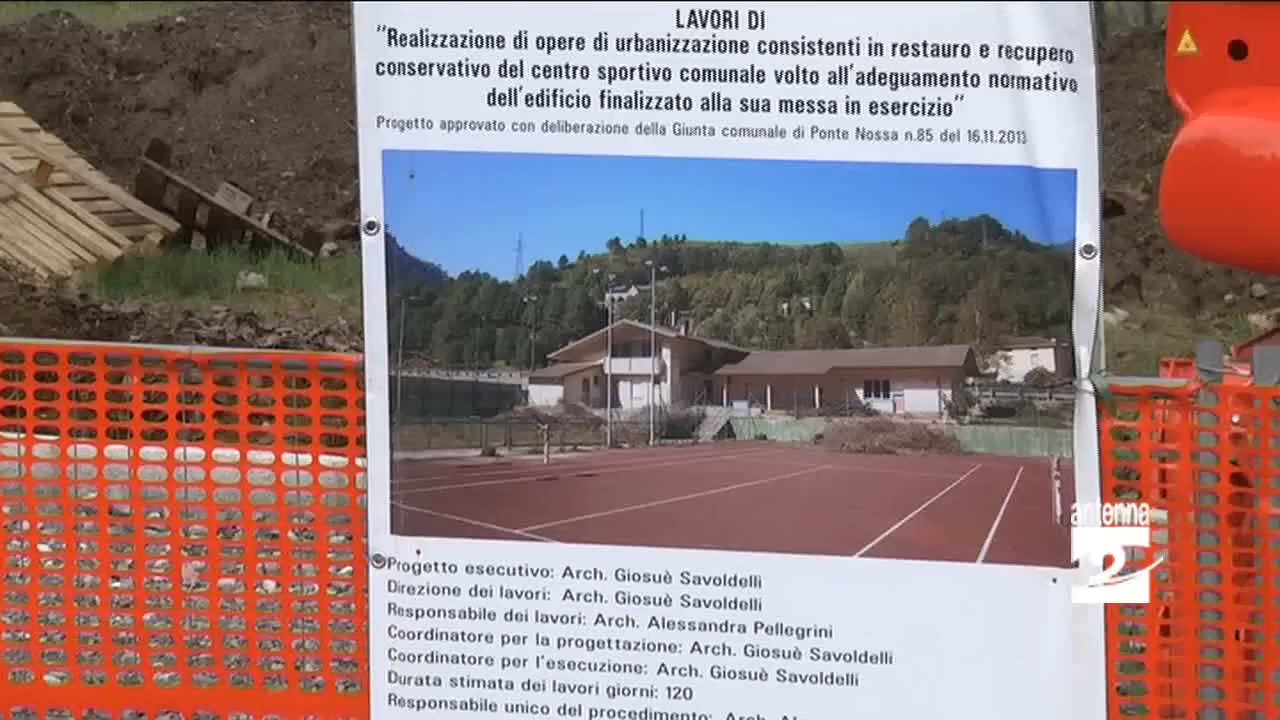 LAVORI DI
"Realizzazione di opere di urbanizzazione consistenti in restauro e recupero
conservativo del centro sportivo comunale volto all'adeguamento normativo
dell'edificio finalizzato alla sua messa in esercizio"
Progetto approvato con deliberazione della Giunta comunale di Ponte Nossa n.85 del 16.11.2013
Progetto esecutivo: Arch. Giosuè Savoldelli
Direzione dei lavori: Arch. Giosuè Savoldelli
Responsabile dei lavori: Arch. Alessandra Pellegrini
Coordinatore per la progettazione: Arch. Giosuè Savoldelli
Coordinatore per l'esecuzione: Arch. Giosuè Savoldelli
Durata stimata dei lavori giorni: 120
Responsabile unico del procedimento: Arch.
antenna
2